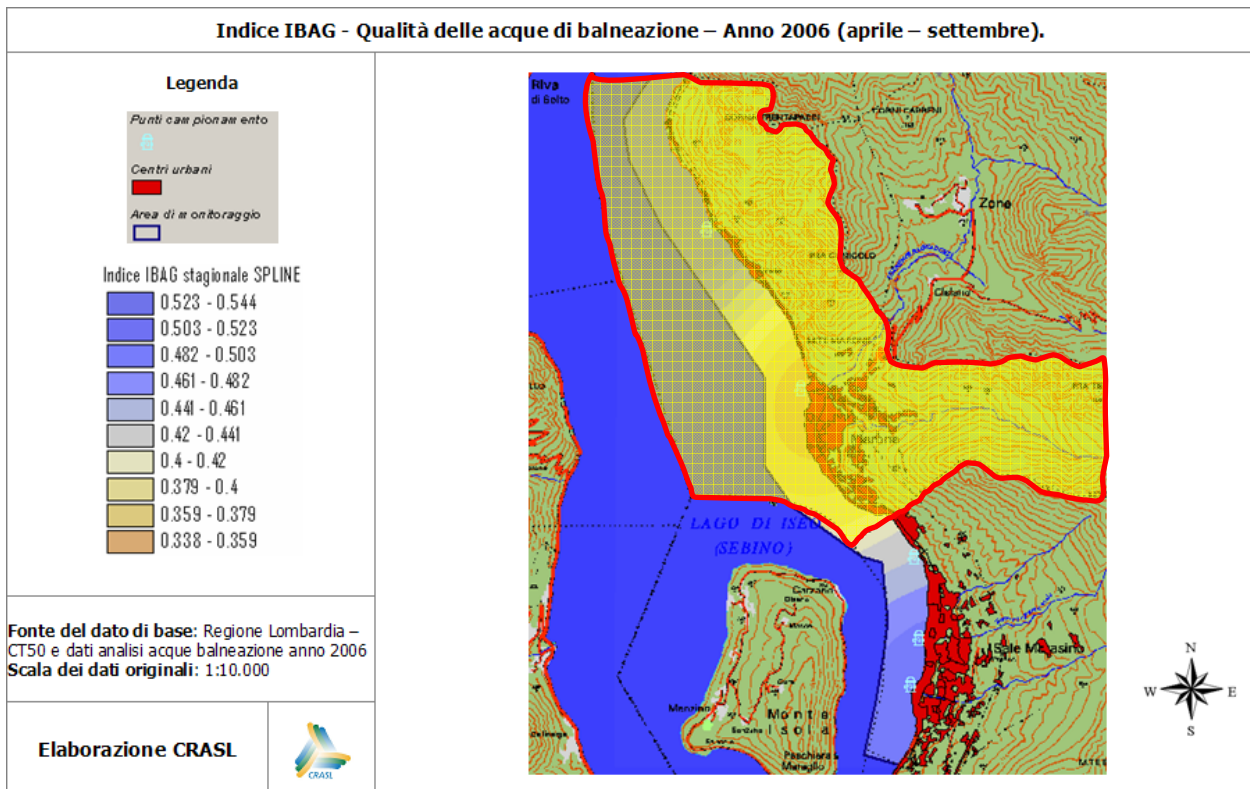 Indice IBAG - Qualità delle acque di balneazione – Anno 2006 (aprile – settembre).
Legenda
Punti campionamento
Centri urbani
Area di monitoraggio
Indice IBAG stagionale SPLINE
0.523 - 0.544
0.503 - 0.523
0.482 - 0.503
0.461 - 0.482
0.441 - 0.461
0.42 - 0.441
0.4 - 0.42
0.379 - 0.4
0.359 - 0.379
0.338 - 0.359
Fonte del dato di base: Regione Lombardia –
CT50 e dati analisi acque balneazione anno 2006
Scala dei dati originali: 1:10.000
Elaborazione CRASL
CRASL
Riva
di Solto
Zone
Cislano
Marone
LAGO DI ISEO
(SEBINO)
Carzano
Sale Marasino
Menzino
Monte
Isola
Peschiera
Maraglio
N
W
E
S